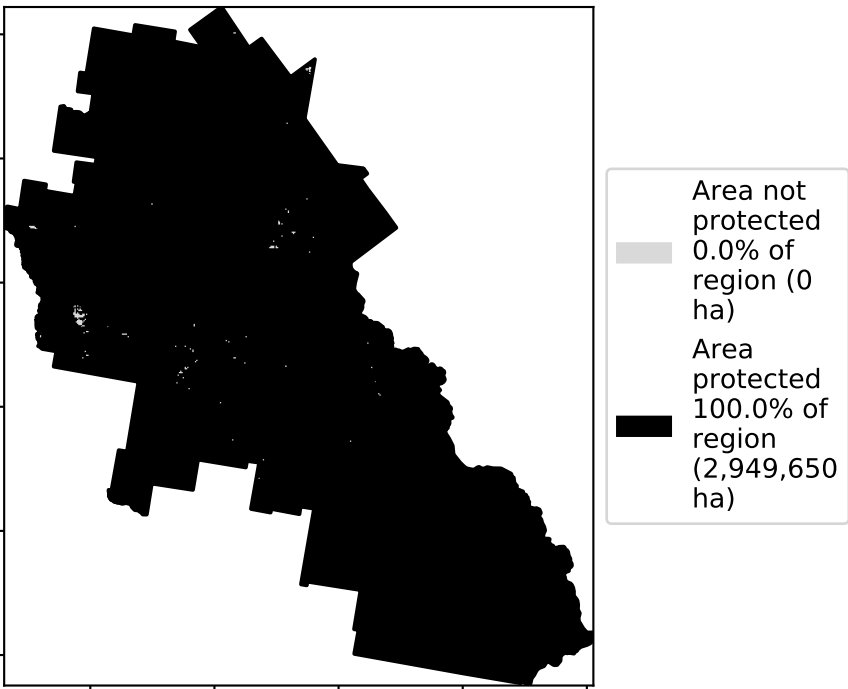 Area not
protected
0.0% of
region (0
ha)
Area
protected
100.0% of
region
(2,949,650
ha)